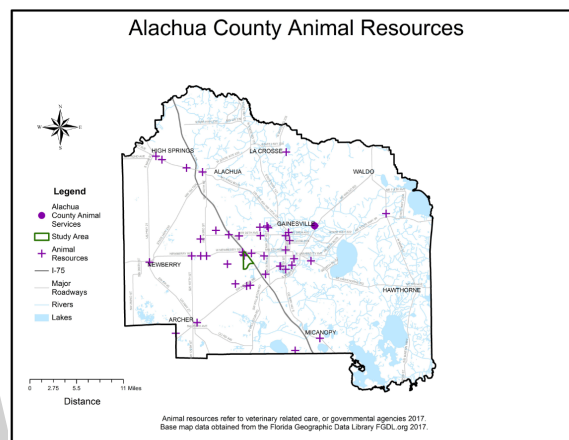 Alachua County Animal Resources
N
W
E
S
HIGH SPRINGS
LA CROSSE
ALACHUA
WALDO
GAINESVILLE
NEWBERRY
HAWTHORNE
ARCHER
MICANOPY
Legend
Alachua
County Animal
Services
Study Area
Animal
Resources
I-75
Major
Roadways
Rivers
Lakes
0 2.75 5.5 11 Miles
Distance
Animal resources refer to veterinary related care, or governmental agencies 2017.
Base map data obtained from the Florida Geographic Data Library FGDL.org 2017.